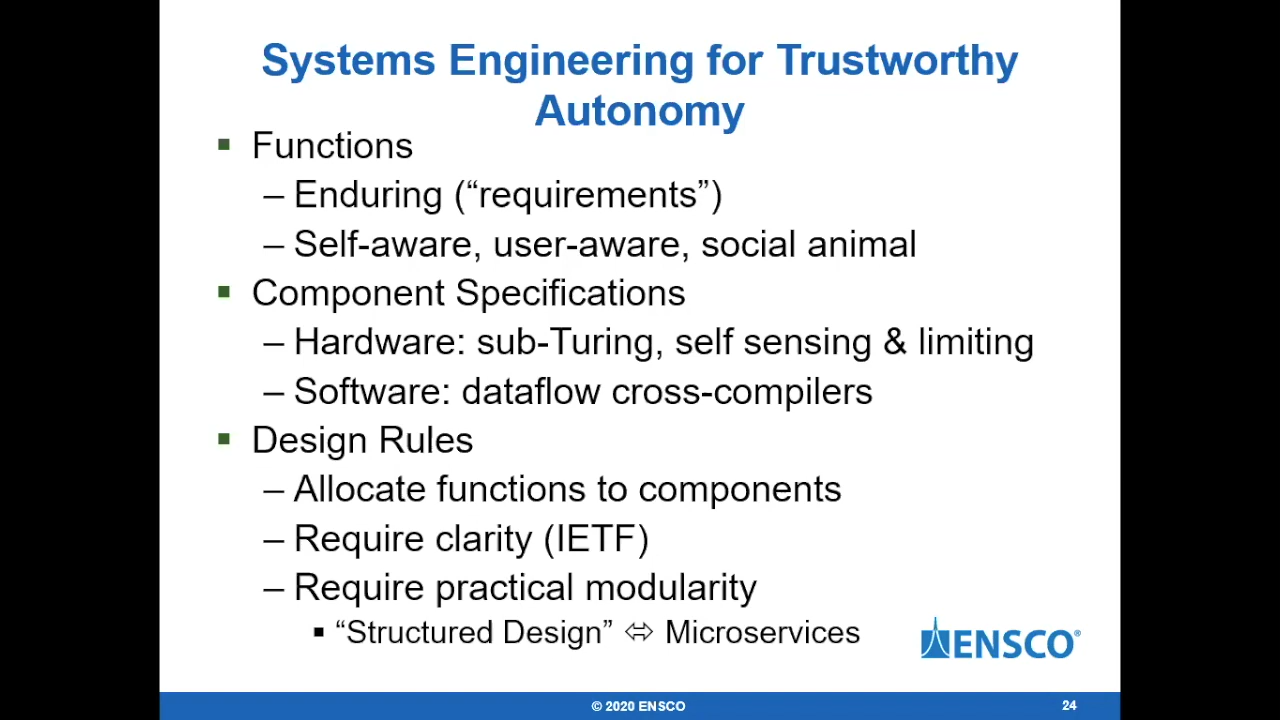 Systems Engineering for Trustworthy
Autonomy
▪ Functions
– Enduring (“requirements”)
– Self-aware, user-aware, social animal
▪ Component Specifications
– Hardware: sub-Turing, self sensing & limiting
– Software: dataflow cross-compilers
▪ Design Rules
– Allocate functions to components
– Require clarity (IETF)
– Require practical modularity
▪ “Structured Design” ⇔ Microservices
ENSCO®
© 2020 ENSCO
24